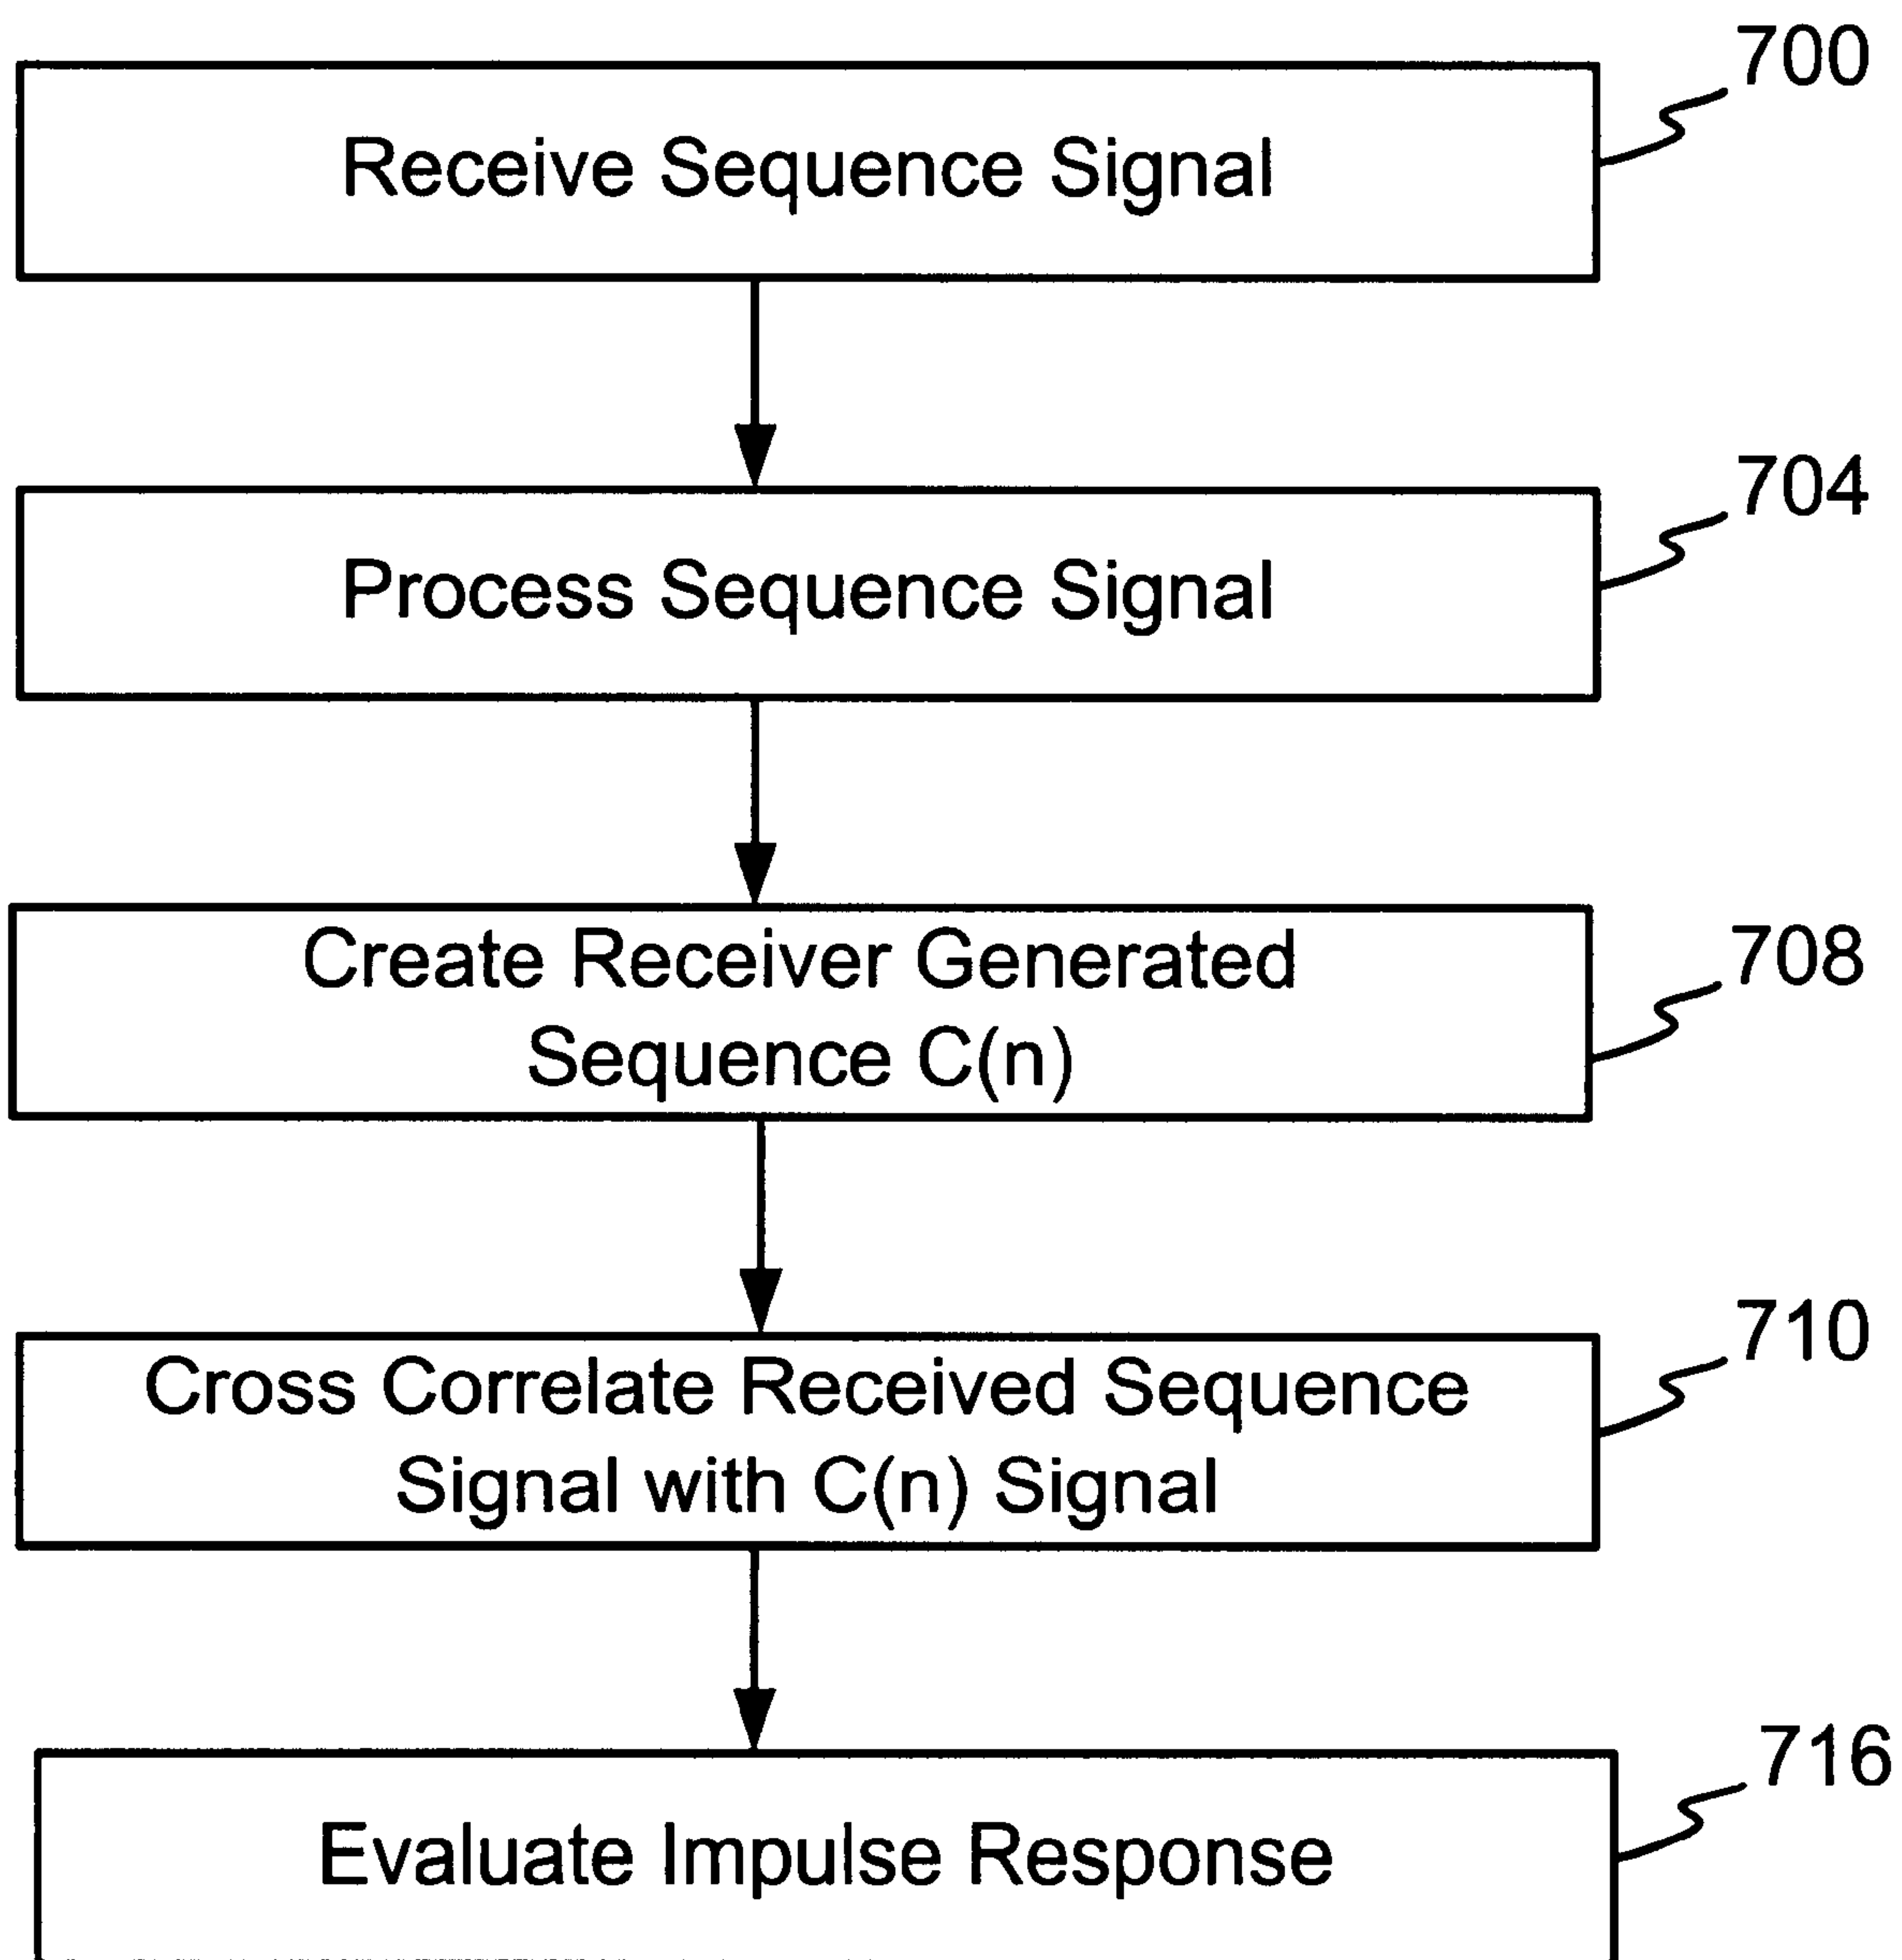 700
Receive Sequence Signal
704
Process Sequence Signal
708
Create Receiver Generated
Sequence C(n)
710
Cross Correlate Received Sequence
Signal with C(n) Signal
716
Evaluate Impulse Response